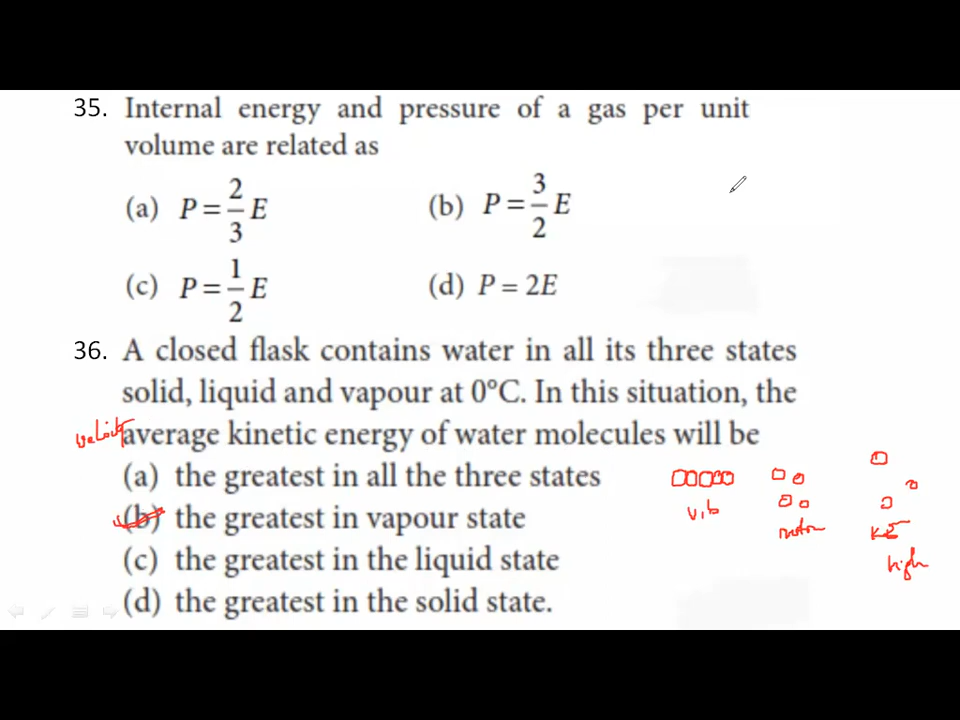 35. Internal energy and pressure of a gas per unit
volume are related as
(a) P = 2/3 E (b) P = 3/2 E
(c) P = 1/2 E (d) P = 2E
36. A closed flask contains water in all its three states
solid, liquid and vapour at 0°C. In this situation, the
velocity average kinetic energy of water molecules will be
(a) the greatest in all the three states
(b) the greatest in vapour state
(c) the greatest in the liquid state
(d) the greatest in the solid state.
vib
KE
high